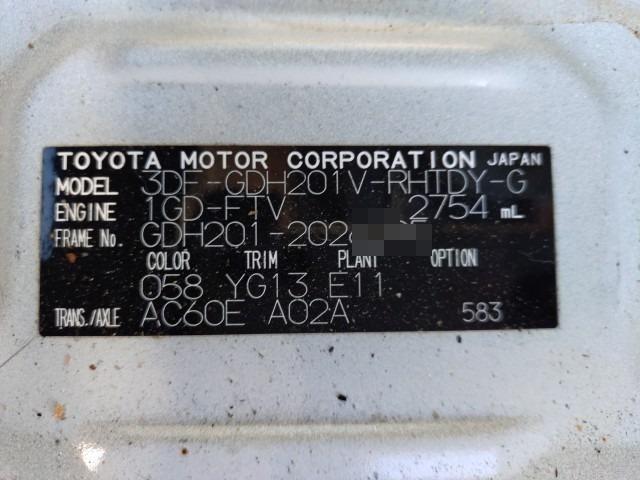 TOYOTA MOTOR CORPORATION JAPAN
MODEL 3DF-GDH201V-RHTDY-G
ENGINE 1GD-FTV 2754 mL
FRAME No. GDH201-202
COLOR TRIM PLANT OPTION
058 YG13 E11
TRANS./AXLE AC60E A02A 583